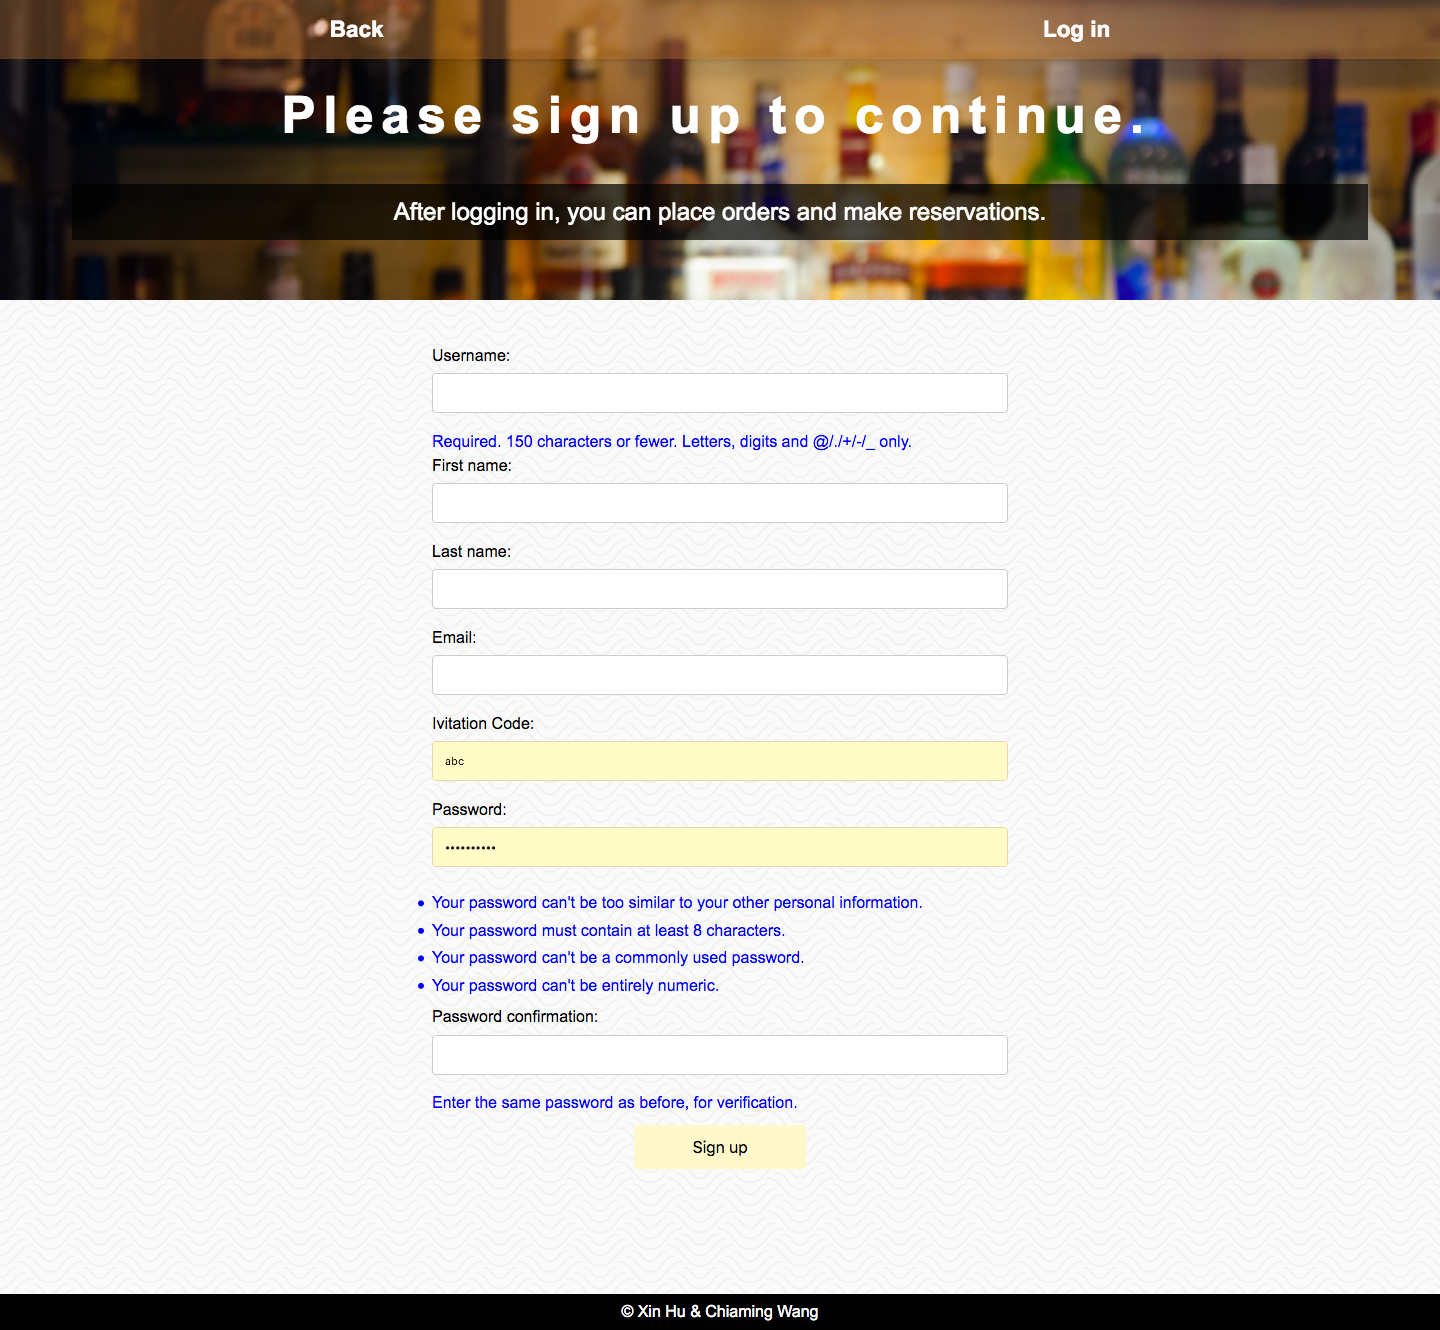 Back
Log in
Please sign up to continue.
After logging in, you can place orders and make reservations.
Username:
Required. 150 characters or fewer. Letters, digits and @/./+/-/_ only.
First name:
Last name:
Email:
Ivitation Code:
abc
Password:
••••••••••
Your password can't be too similar to your other personal information.
Your password must contain at least 8 characters.
Your password can't be a commonly used password.
Your password can't be entirely numeric.
Password confirmation:
Enter the same password as before, for verification.
Sign up
© Xin Hu & Chiaming Wang